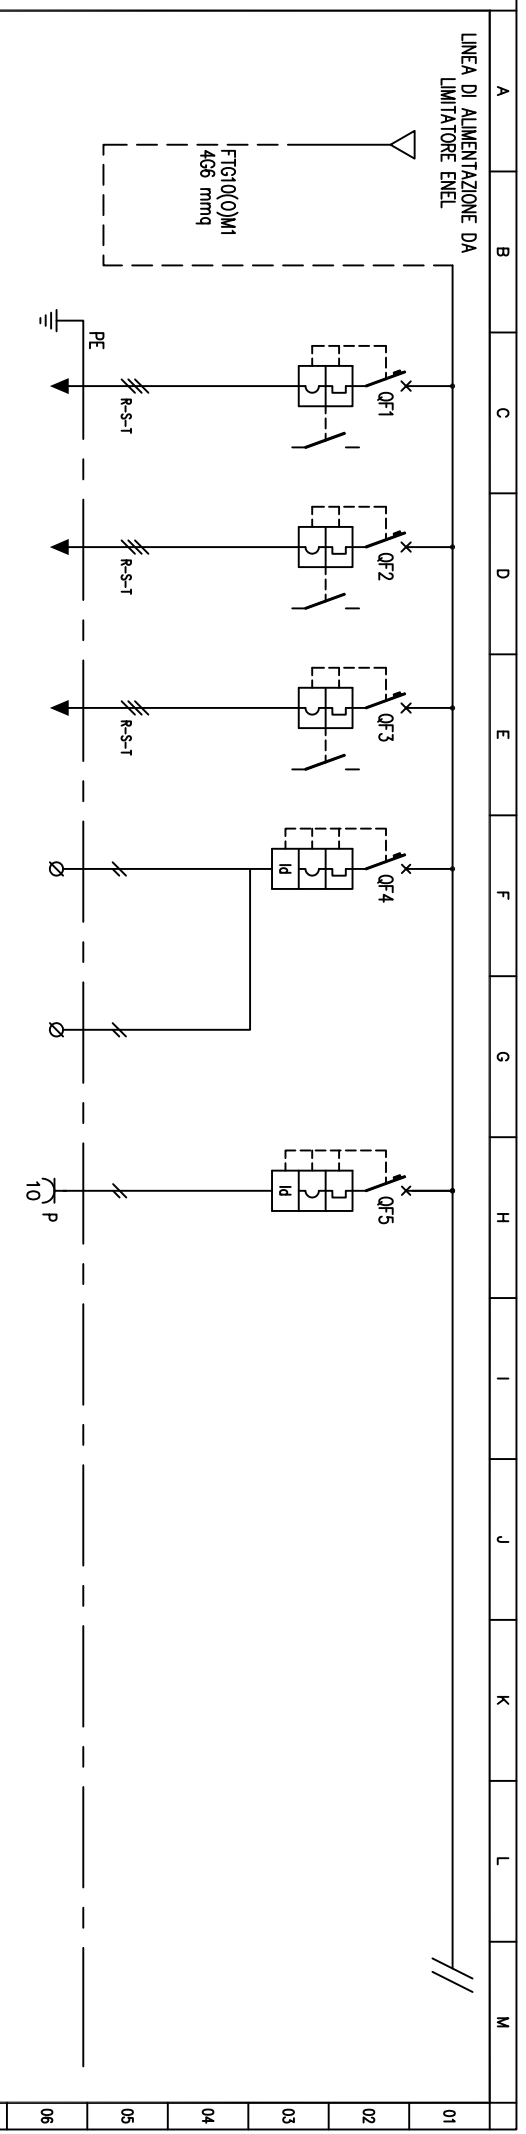 A
B
C
D
E
F
G
H
I
J
K
L
M
LINEA DI ALIMENTAZIONE DA
LIMITATORE ENEL
FTG10(O)M1
4G6 mmq
QF1
QF2
QF3
QF4
QF5
Id
Id
R-S-T
R-S-T
R-S-T
PE
P
10
01
02
03
04
05
06